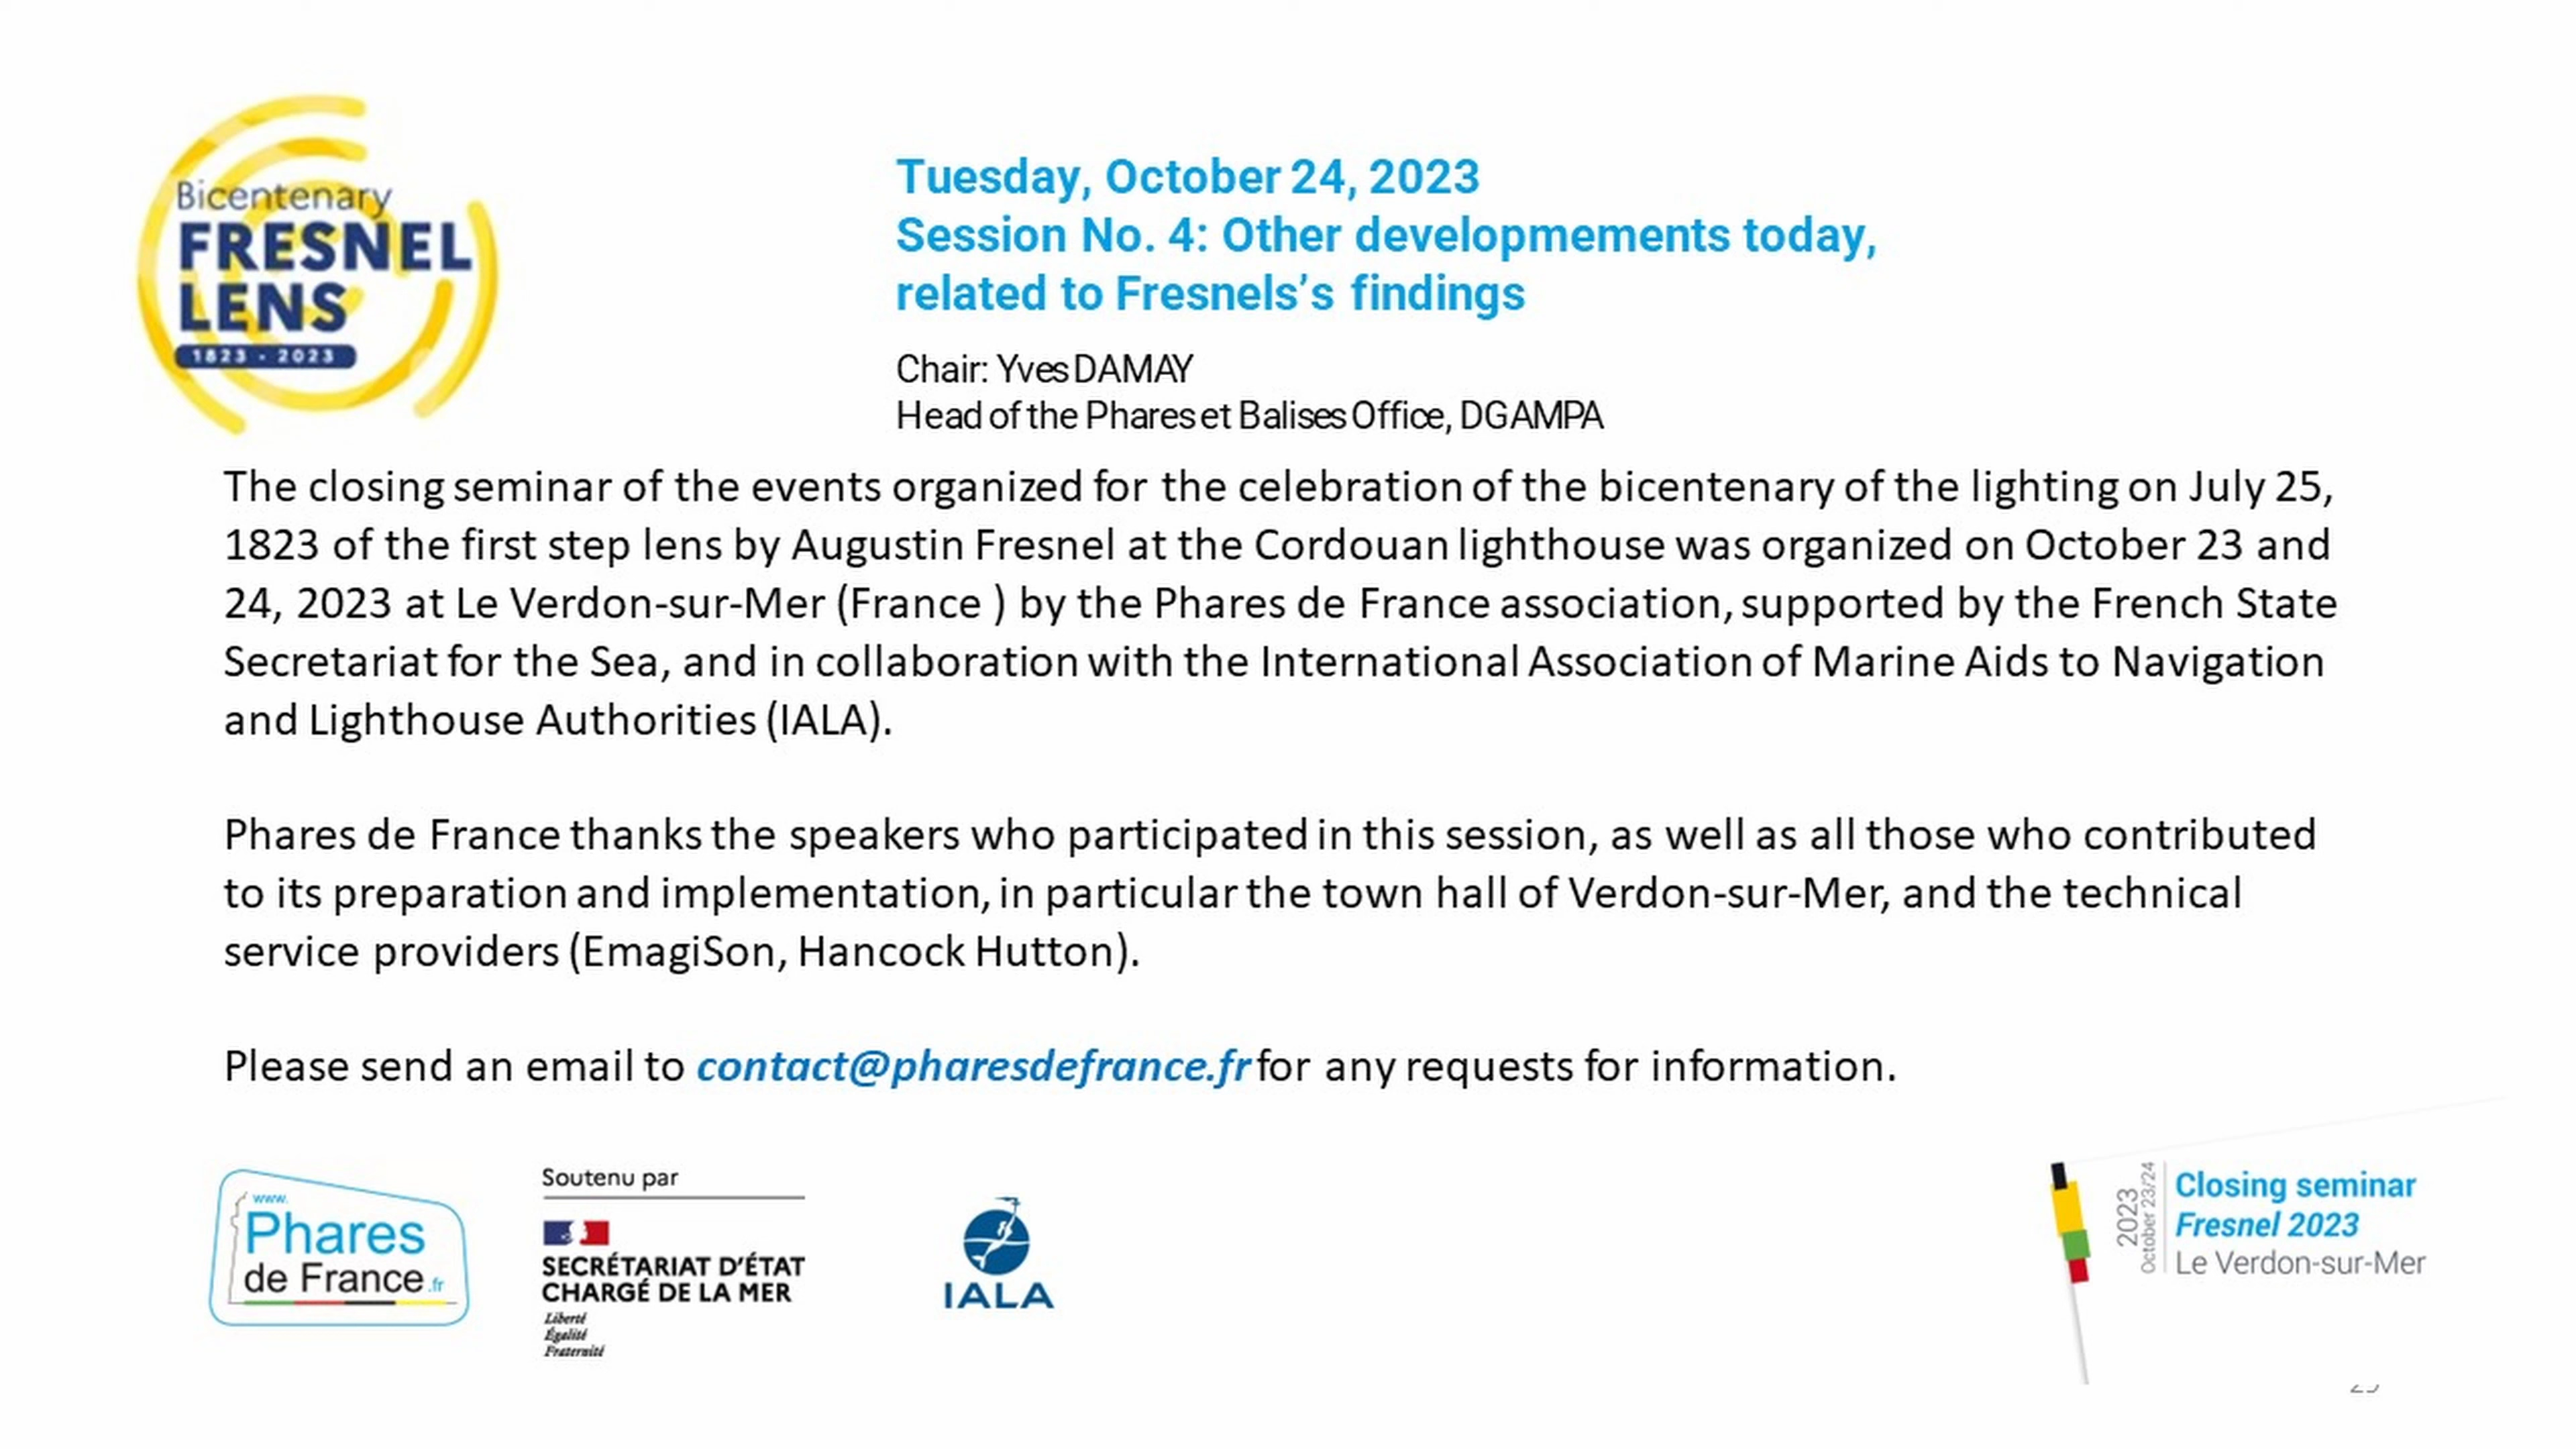 Bicentenary
FRESNEL
LENS
1823 - 2023
Tuesday, October 24, 2023
Session No. 4: Other developmements today,
related to Fresnels’s findings
Chair: Yves DAMAY
Head of the Phares et Balises Office, DGAMPA
The closing seminar of the events organized for the celebration of the bicentenary of the lighting on July 25,
1823 of the first step lens by Augustin Fresnel at the Cordouan lighthouse was organized on October 23 and
24, 2023 at Le Verdon-sur-Mer (France ) by the Phares de France association, supported by the French State
Secretariat for the Sea, and in collaboration with the International Association of Marine Aids to Navigation
and Lighthouse Authorities (IALA).
Phares de France thanks the speakers who participated in this session, as well as all those who contributed
to its preparation and implementation, in particular the town hall of Verdon-sur-Mer, and the technical
service providers (EmagiSon, Hancock Hutton).
Please send an email to contact@pharesdefrance.fr for any requests for information.
www.
Phares
de France.fr
Soutenu par
SECRÉTARIAT D'ÉTAT
CHARGÉ DE LA MER
Liberté
Égalité
Fraternité
IALA
2023
October 23/24
Closing seminar
Fresnel 2023
Le Verdon-sur-Mer